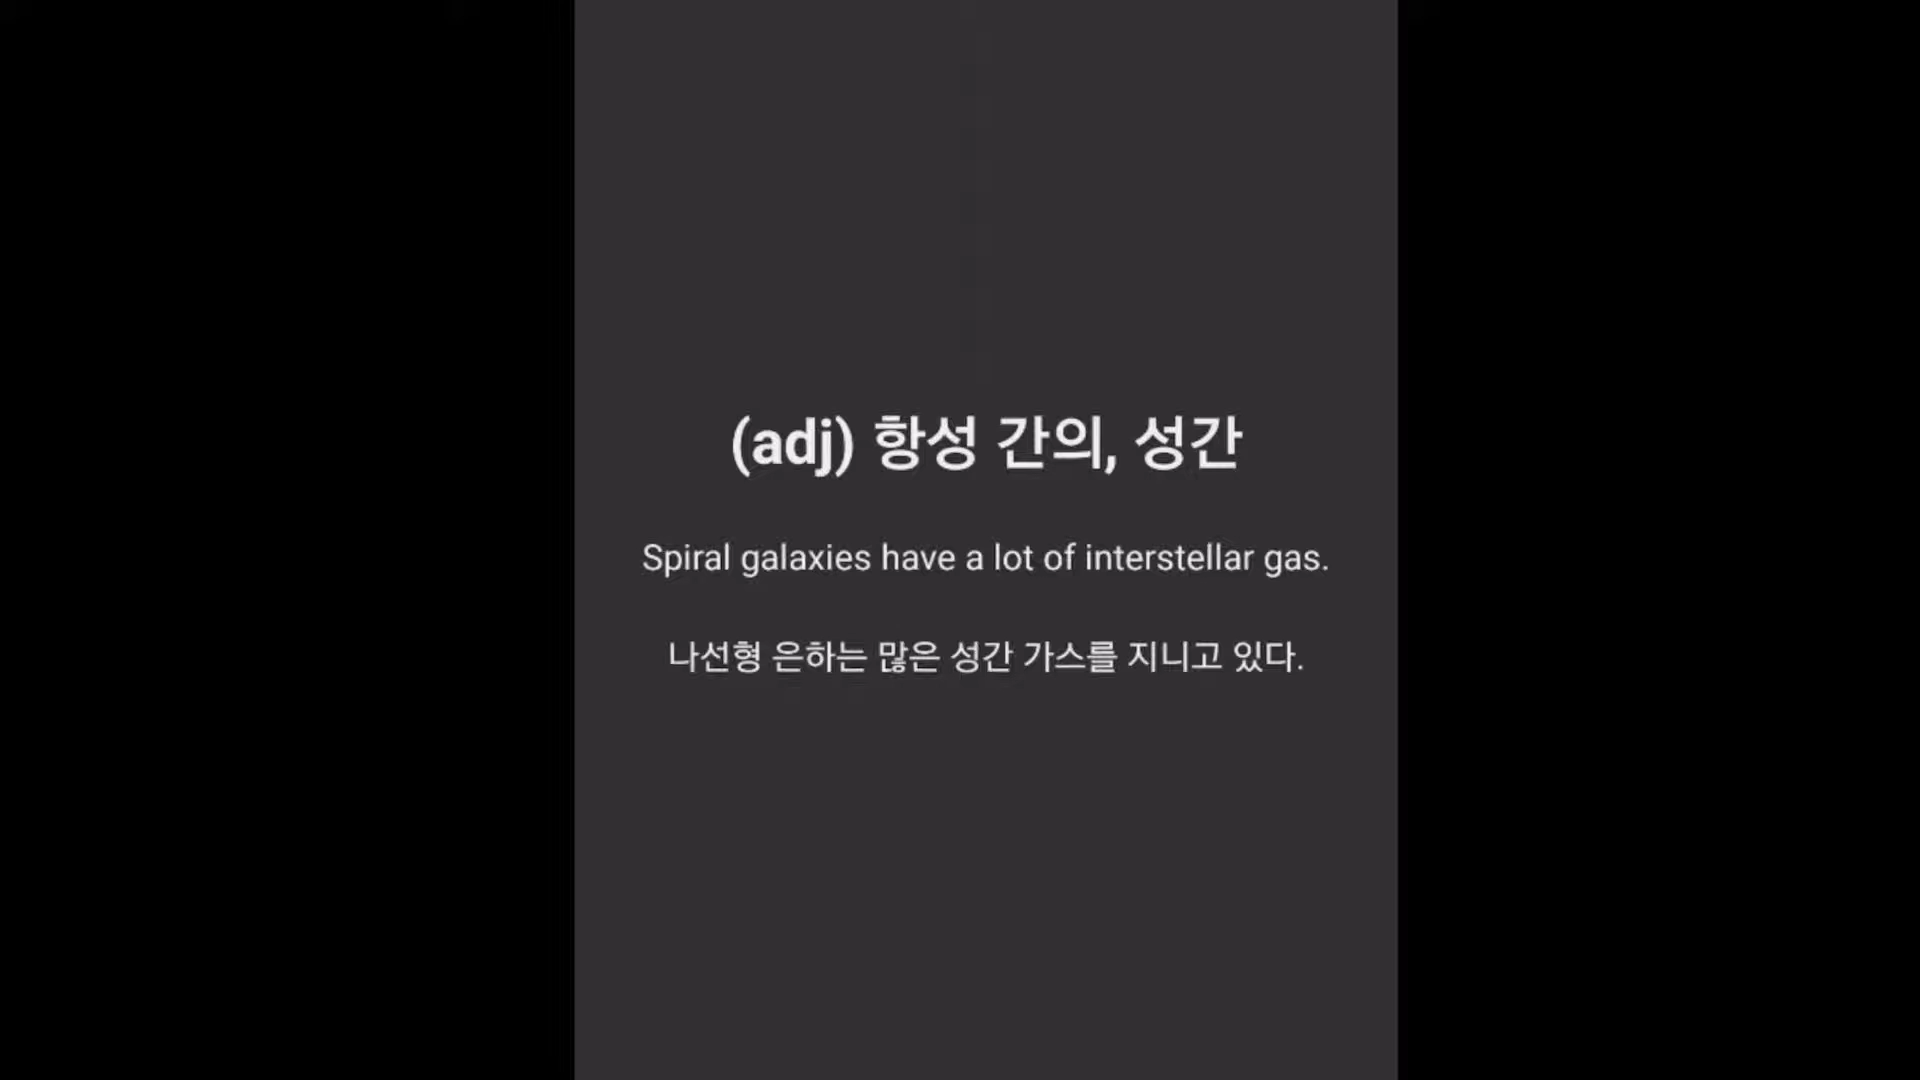 (adj) 항성 간의, 성간
Spiral galaxies have a lot of interstellar gas.
나선형 은하는 많은 성간 가스를 지니고 있다.